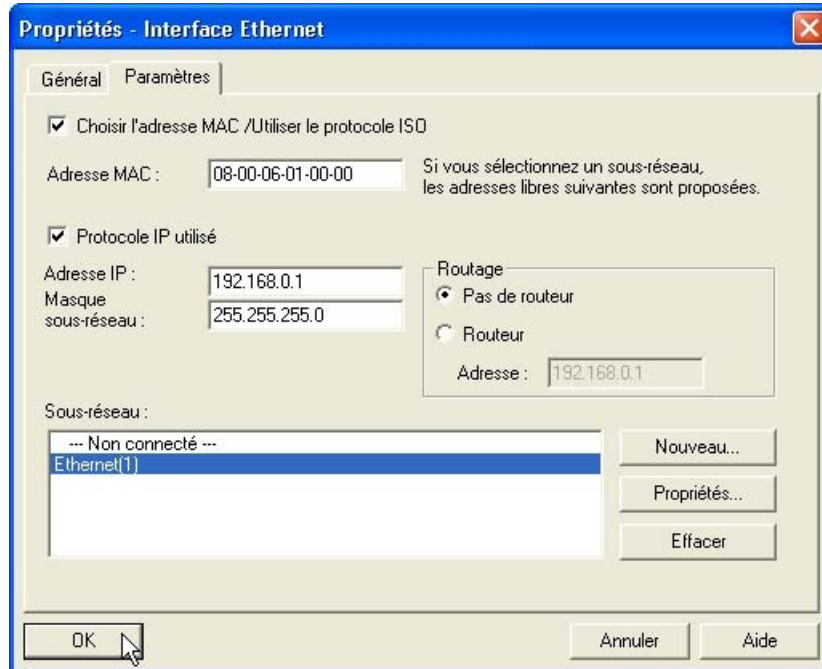 Propriétés - Interface Ethernet
Général
Paramètres
Choisir l'adresse MAC /Utiliser le protocole ISO
Adresse MAC :
08-00-06-01-00-00
Si vous sélectionnez un sous-réseau,
les adresses libres suivantes sont proposées.
Protocole IP utilisé
Adresse IP :
192.168.0.1
Masque
sous-réseau :
255.255.255.0
Routage
Pas de routeur
Routeur
Adresse :
192.168.0.1
Sous-réseau :
--- Non connecté ---
Ethernet(1)
Nouveau...
Propriétés...
Effacer
OK
Annuler
Aide